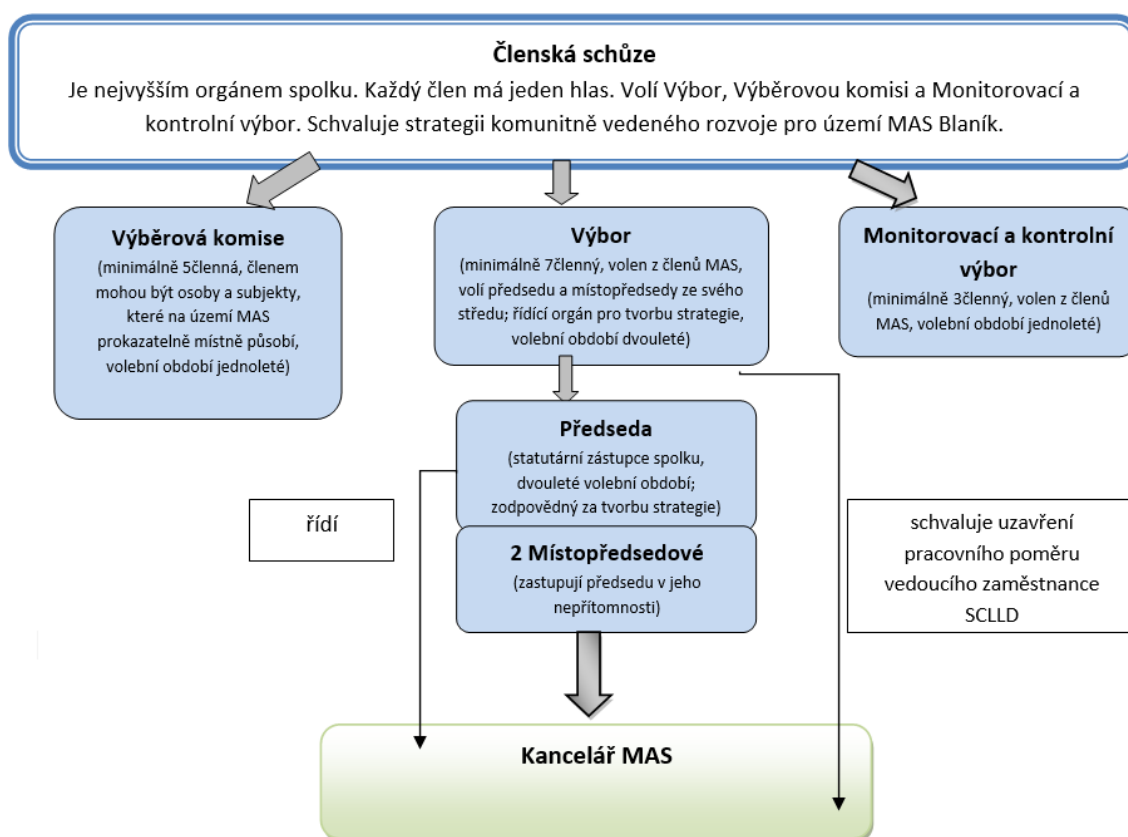 Členská schůze
Je nejvyšším orgánem spolku. Každý člen má jeden hlas. Volí Výbor, Výběrovou komisi a Monitorovací a
kontrolní výbor. Schvaluje strategii komunitně vedeného rozvoje pro území MAS Blaník.
Výběrová komise
(minimálně 5členná, členem
mohou být osoby a subjekty,
které na území MAS
prokazatelně místně působí,
volební období jednoleté)
Výbor
(minimálně 7členný, volen z členů MAS,
volí předsedu a místopředsedy ze svého
středu; řídící orgán pro tvorbu strategie,
volební období dvouleté)
Monitorovací a kontrolní
výbor
(minimálně 3členný, volen z členů
MAS, volební období jednoleté)
Předseda
(statutární zástupce spolku,
dvouleté volební období;
zodpovědný za tvorbu strategie)
řídí
2 Místopředsedové
(zastupují předsedu v jeho
nepřítomnosti)
schvaluje uzavření
pracovního poměru
vedoucího zaměstnance
SCLLD
Kancelář MAS